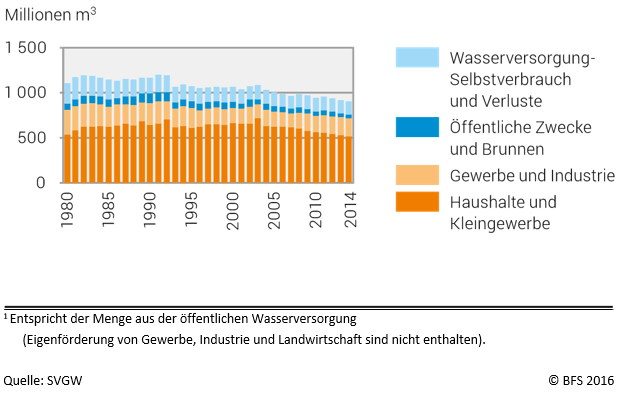 Millionen m³
1 500
1 000
500
0
1980
1985
1990
1995
2000
2005
2010
2014
Wasserversorgung-
Selbstverbrauch
und Verluste
Öffentliche Zwecke
und Brunnen
Gewerbe und Industrie
Haushalte und
Kleingewerbe
¹ Entspricht der Menge aus der öffentlichen Wasserversorgung
(Eigenförderung von Gewerbe, Industrie und Landwirtschaft sind nicht enthalten).
Quelle: SVGW © BFS 2016